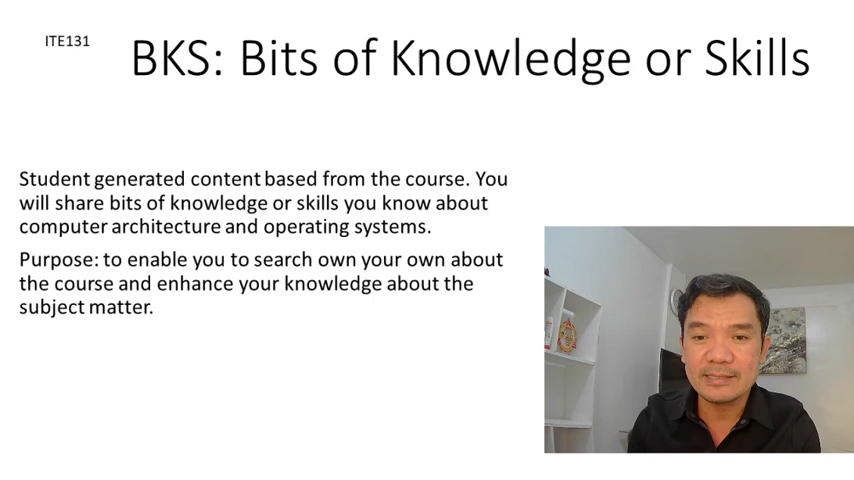 ITE131
BKS: Bits of Knowledge or Skills
Student generated content based from the course. You
will share bits of knowledge or skills you know about
computer architecture and operating systems.
Purpose: to enable you to search own your own about
the course and enhance your knowledge about the
subject matter.